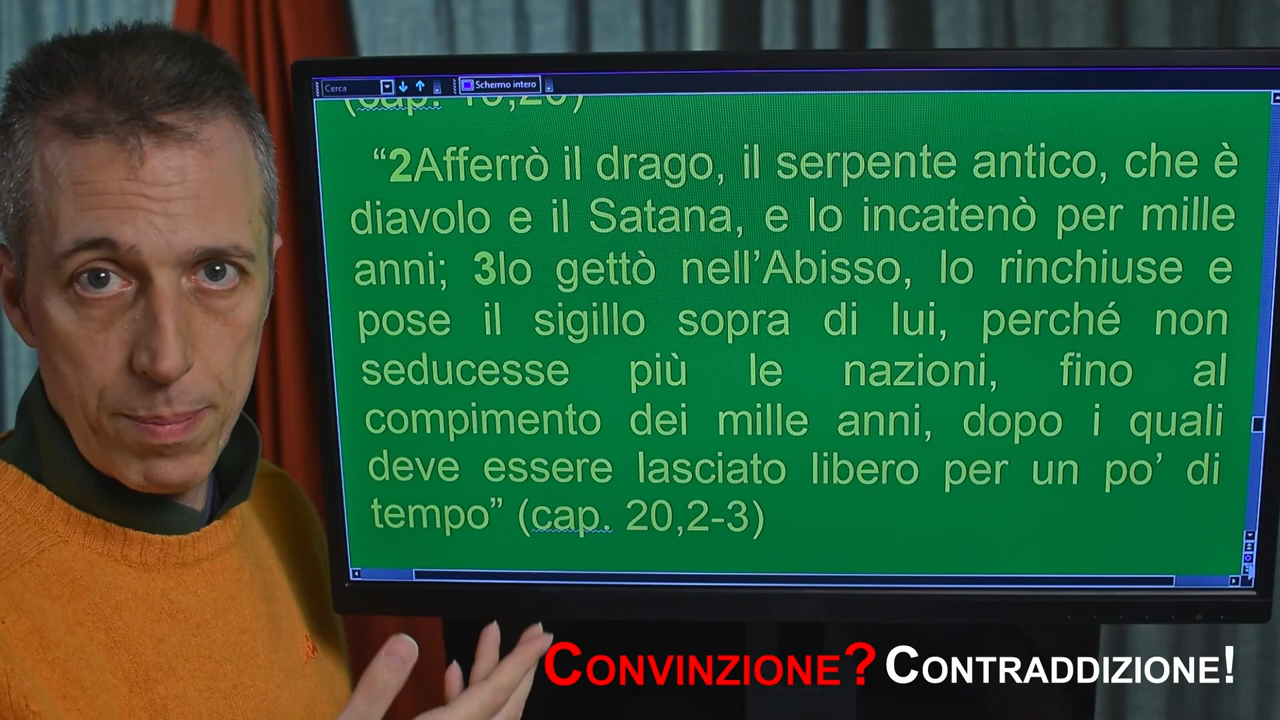 Cerca
Schermo intero
“2Afferrò il drago, il serpente antico, che è
diavolo e il Satana, e lo incatenò per mille
anni; 3lo gettò nell’Abisso, lo rinchiuse e
pose il sigillo sopra di lui, perché non
seducesse più le nazioni, fino al
compimento dei mille anni, dopo i quali
deve essere lasciato libero per un po’ di
tempo” (cap. 20,2-3)
CONVINZIONE? CONTRADDIZIONE!